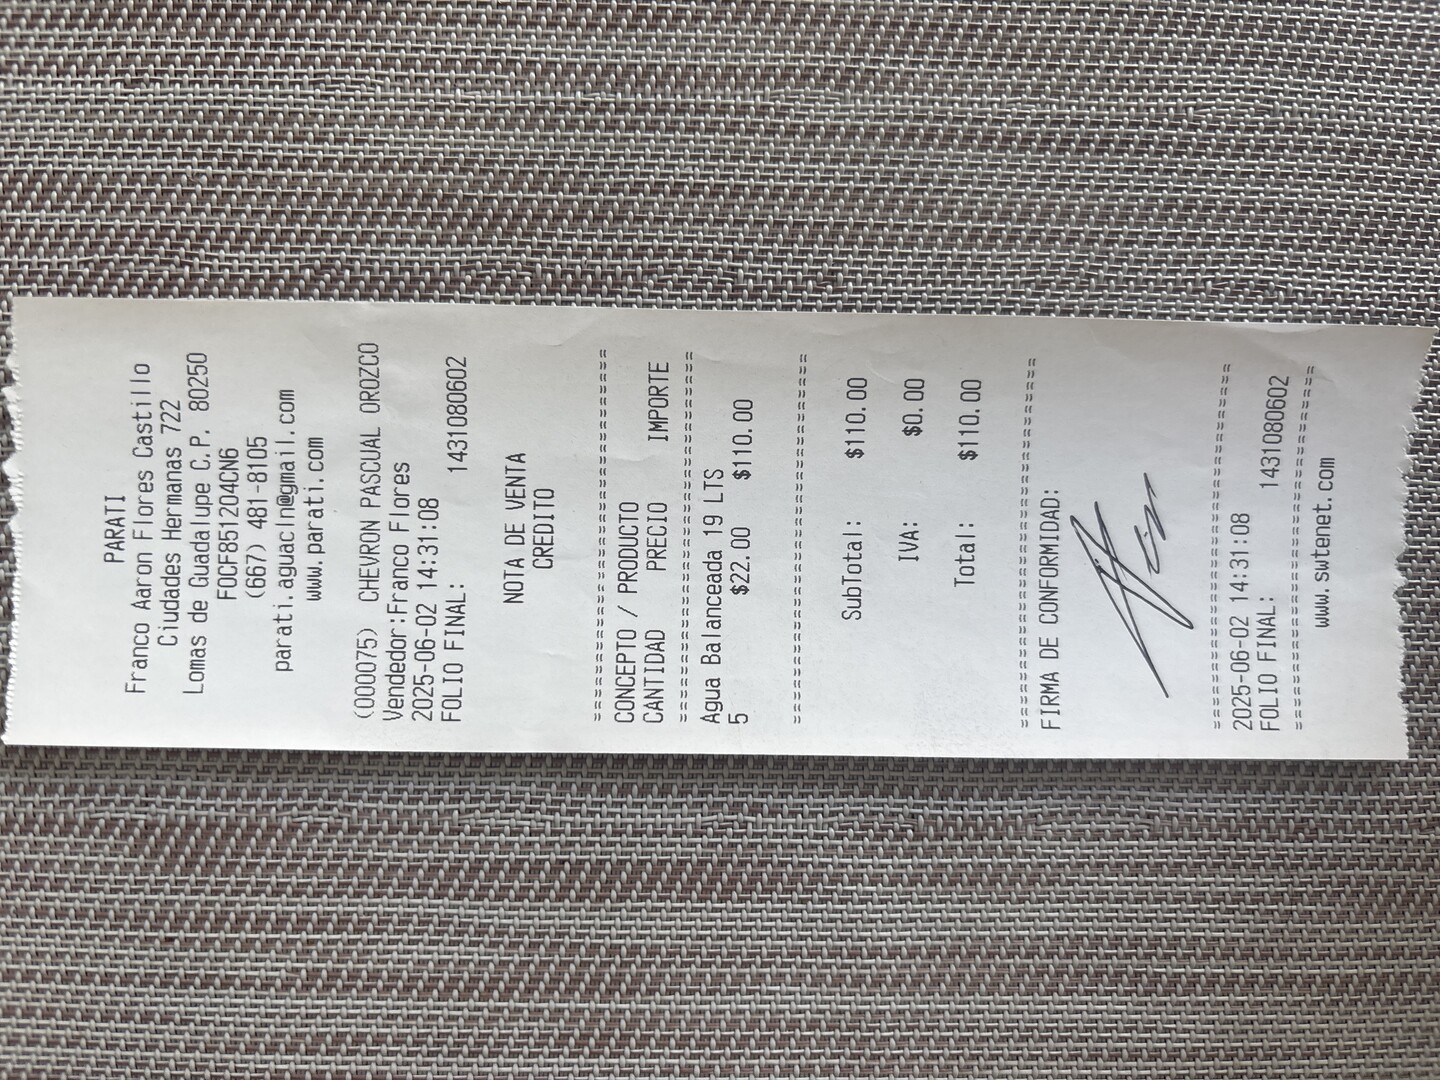 PARATI
Franco Aaron Flores Castillo
Ciudades Hermanas 722
Lomas de Guadalupe C.P. 80250
FOCF851204CN6
(667) 481-8105
parati.aguacln@gmail.com
www.parati.com
(000075) CHEVRON PASCUAL OROZCO
Vendedor:Franco Flores
2025-06-02 14:31:08
FOLIO FINAL: 1431080602
NOTA DE VENTA
CREDITO
==============================
CONCEPTO / PRODUCTO
CANTIDAD PRECIO IMPORTE
==============================
Agua Balanceada 19 LTS
5 $22.00 $110.00
==============================
SubTotal: $110.00
IVA: $0.00
Total: $110.00
==============================
FIRMA DE CONFORMIDAD:
==============================
2025-06-02 14:31:08
FOLIO FINAL: 1431080602
==============================
www.swtenet.com